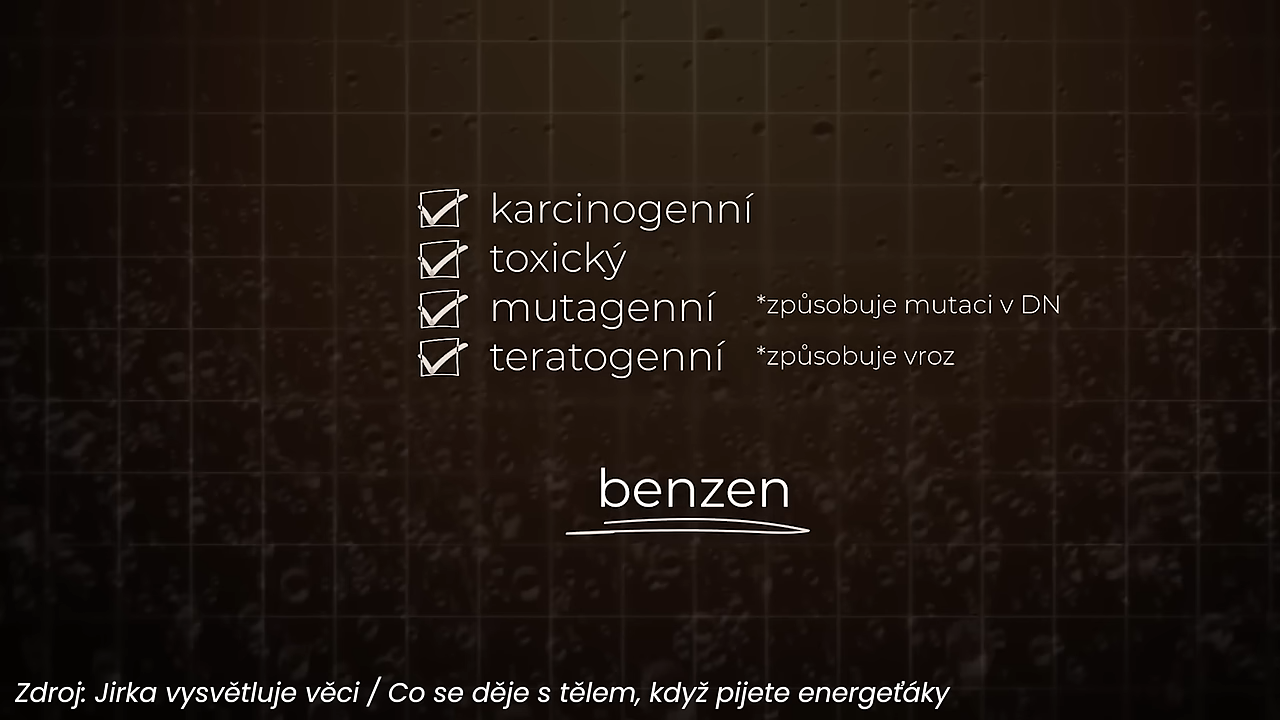 karcinogenní
toxický
mutagenní *způsobuje mutaci v DN
teratogenní *způsobuje vroz
benzen
Zdroj: Jirka vysvětluje věci / Co se děje s tělem, když pijete energeťáky